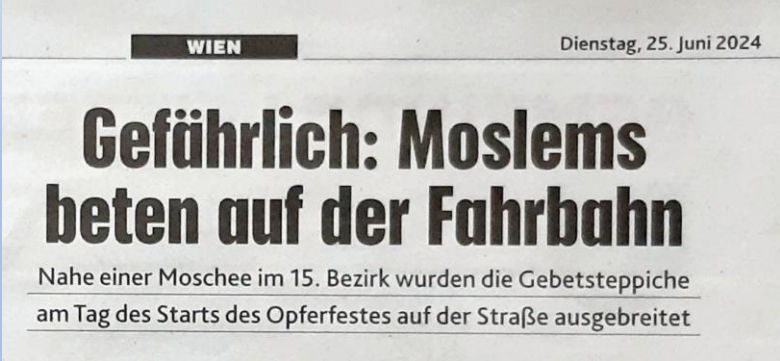 WIEN
Dienstag, 25. Juni 2024
Gefährlich: Moslems
beten auf der Fahrbahn
Nahe einer Moschee im 15. Bezirk wurden die Gebetsteppiche
am Tag des Starts des Opferfestes auf der Straße ausgebreitet